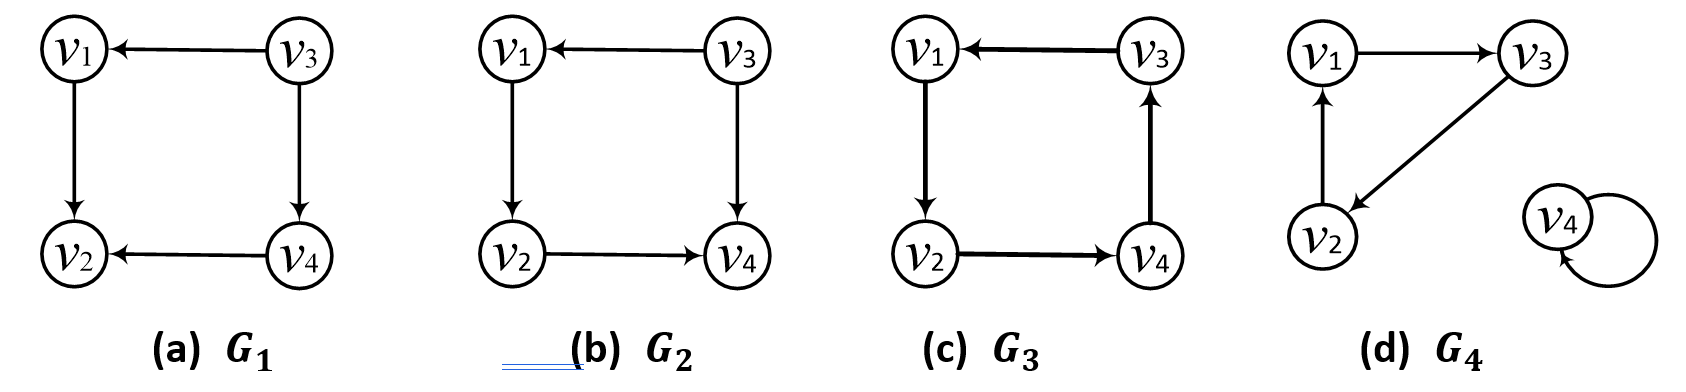 v1 v3 v1 v3 v1 v3 v1 v3
v2 v4 v2 v4 v2 v4 v2 v4
(a) G1 (b) G2 (c) G3 (d) G4